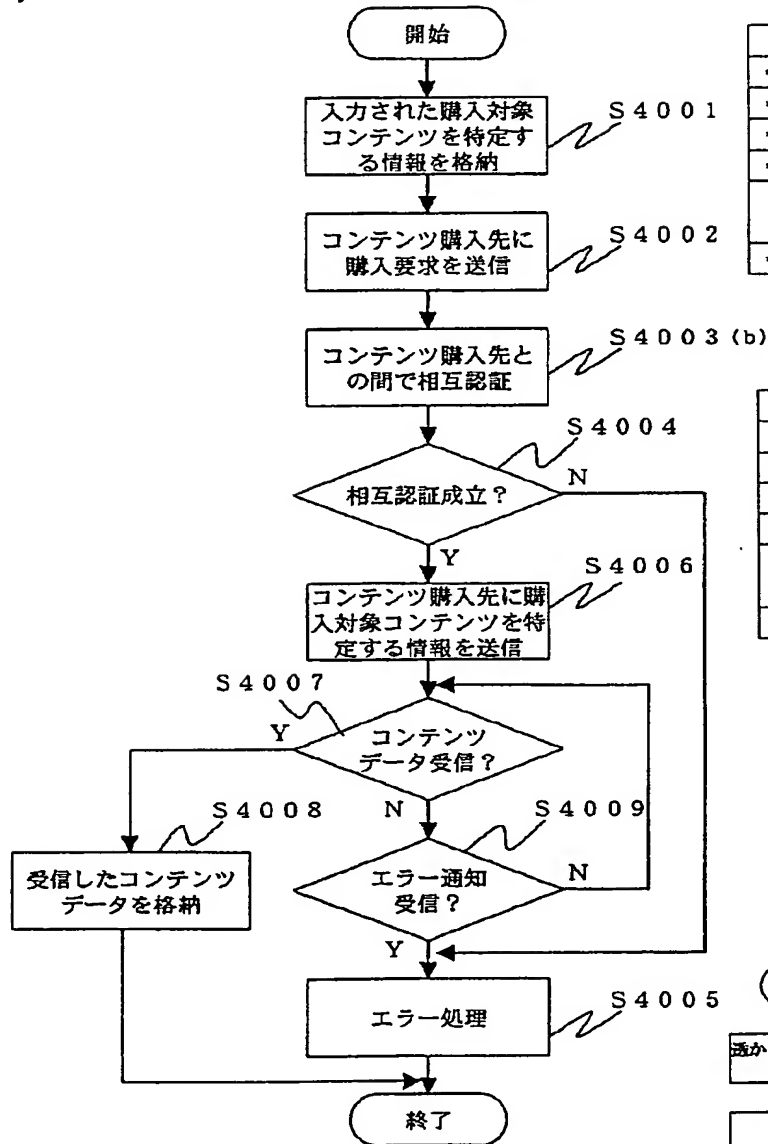 開始
入力された購入対象
コンテンツを特定す
る情報を格納
S4001
コンテンツ購入先に
購入要求を送信
S4002
コンテンツ購入先と
の間で相互認証
S4003
(b)
S4004
相互認証成立？
N
Y
S4006
コンテンツ購入先に購
入対象コンテンツを特
定する情報を送信
S4007
Y
コンテンツ
データ受信？
N
S4008
S4009
受信したコンテンツ
データを格納
エラー通知
受信？
N
Y
エラー処理
S4005
透か
終了